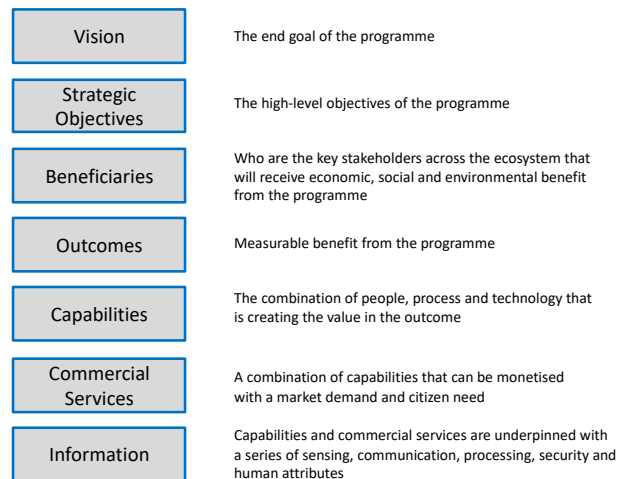 Vision
The end goal of the programme
Strategic
Objectives
The high-level objectives of the programme
Beneficiaries
Who are the key stakeholders across the ecosystem that
will receive economic, social and environmental benefit
from the programme
Outcomes
Measurable benefit from the programme
Capabilities
The combination of people, process and technology that
is creating the value in the outcome
Commercial
Services
A combination of capabilities that can be monetised
with a market demand and citizen need
Information
Capabilities and commercial services are underpinned with
a series of sensing, communication, processing, security and
human attributes